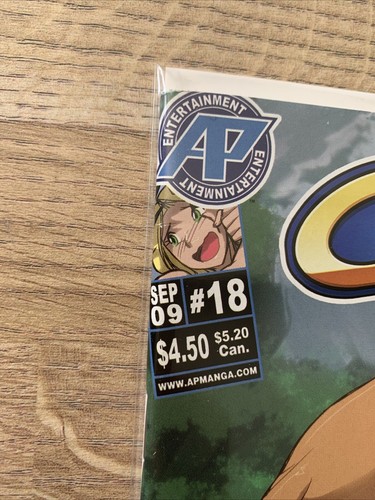 ENTERTAINMENT
AP
ENTERTAINMENT
SEP
09
#18
$4.50
$5.20
Can.
WWW.APMANGA.COM